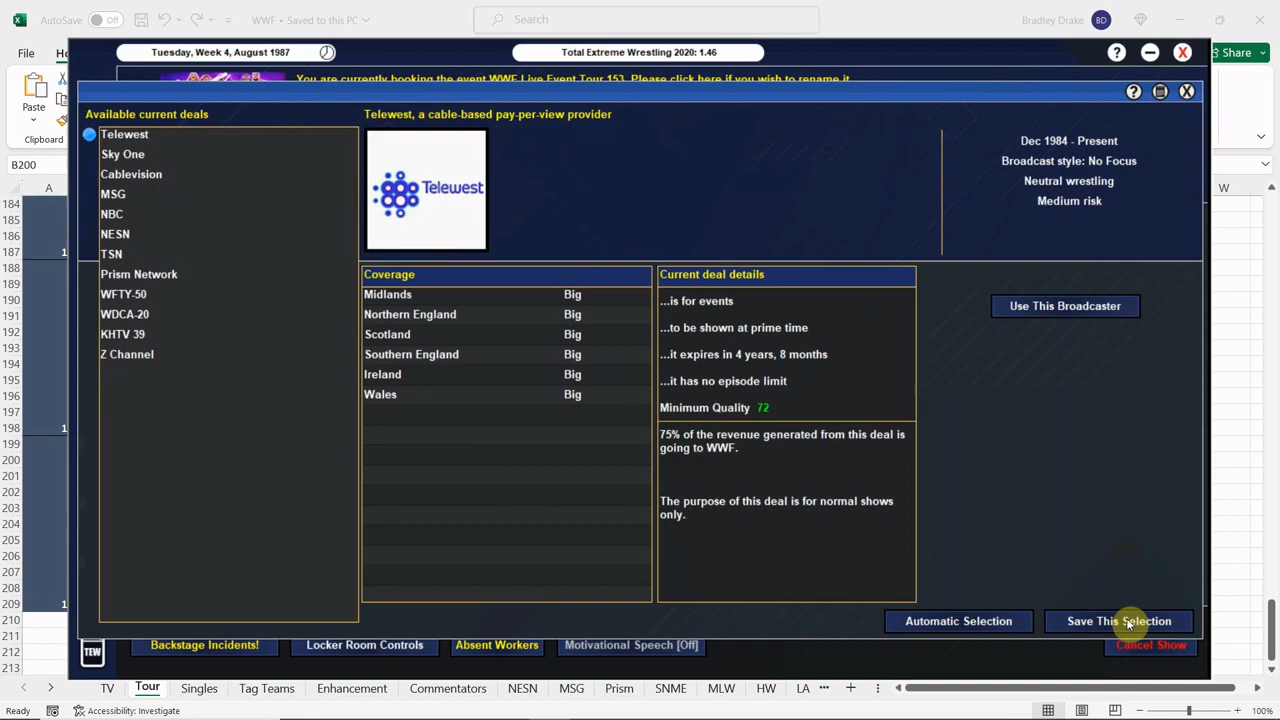 AutoSave Off WWF • Saved to this PC Search Bradley Drake BD
File Ho Share
Tuesday, Week 4, August 1987 Total Extreme Wrestling 2020: 1.46 ? X
You are currently booking the event WWF Live Event Tour 153. Please click here if you wish to rename it.
Paste
Clipboard
B200
A W
? X
Available current deals
Telewest
Sky One
Cablevision
MSG
NBC
NESN
TSN
Prism Network
WFTY-50
WDCA-20
KHTV 39
Z Channel
Telewest, a cable-based pay-per-view provider
Telewest
Dec 1984 - Present
Broadcast style: No Focus
Neutral wrestling
Medium risk
Coverage
Midlands Big
Northern England Big
Scotland Big
Southern England Big
Ireland Big
Wales Big
Current deal details
...is for events
...to be shown at prime time
...it expires in 4 years, 8 months
...it has no episode limit
Minimum Quality 72
75% of the revenue generated from this deal is
going to WWF.
The purpose of this deal is for normal shows
only.
Use This Broadcaster
Automatic Selection Save This Selection
184
186
187 1
188
189
190
191
192
193
194
195
196
197
198 1
199
200
201
202
203
204
205
206
207
208
209 1
210
211
212
213
TEW Backstage Instructions! Locker Room Controls Absent Workers Motivational Speech [Off] Cancel Show
TV Tour Singles Tag Teams Enhancement Commentators NESN MSG Prism SNME MLW HW LA ••• +
Ready Accessibility: Investigate 100%